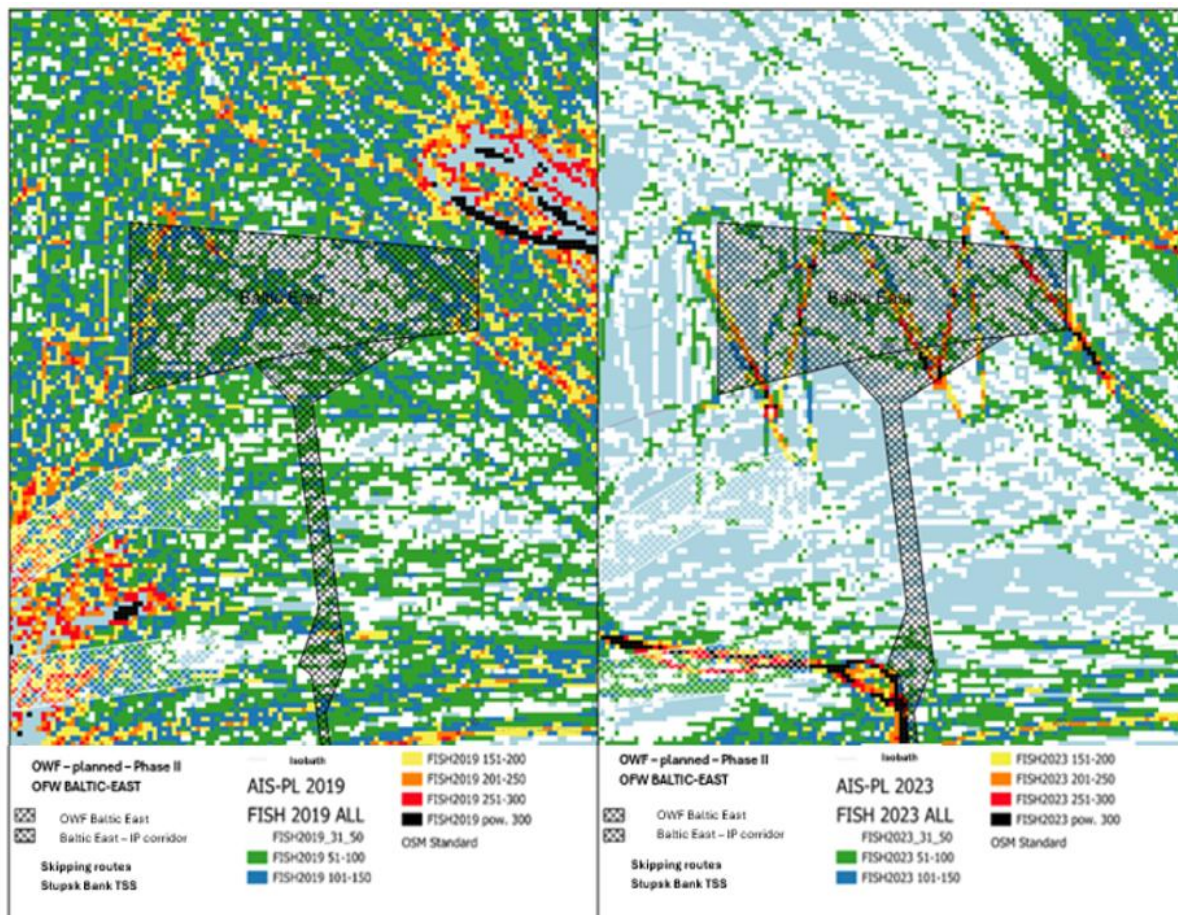 Baltic East
Baltic East
OWF – planned – Phase II
OFW BALTIC-EAST
OWF Baltic East
Baltic East – IP corridor
Skipping routes
Stupsk Bank TSS
Isobath
AIS-PL 2019
FISH 2019 ALL
FISH2019_31_50
FISH2019 51-100
FISH2019 101-150
FISH2019 151-200
FISH2019 201-250
FISH2019 251-300
FISH2019 pow. 300
OSM Standard
OWF – planned – Phase II
OFW BALTIC-EAST
OWF Baltic East
Baltic East – IP corridor
Skipping routes
Stupsk Bank TSS
Isobath
AIS-PL 2023
FISH 2023 ALL
FISH2023_31_50
FISH2023 51-100
FISH2023 101-150
FISH2023 151-200
FISH2023 201-250
FISH2023 251-300
FISH2023 pow. 300
OSM Standard